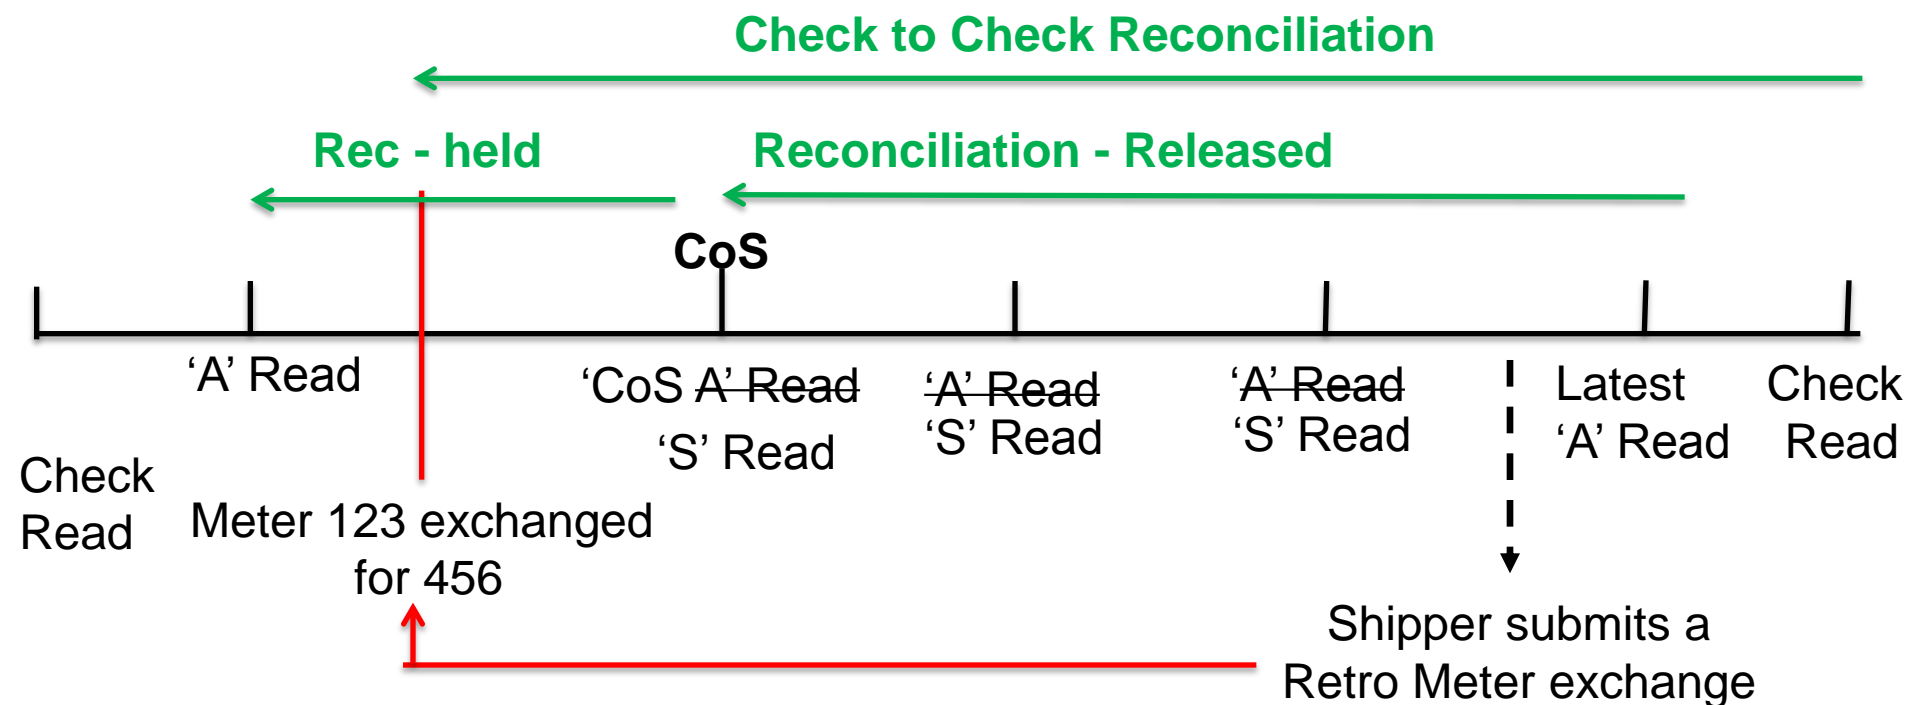 Check to Check Reconciliation
Rec - held
Reconciliation - Released
CoS
‘A’ Read
‘CoS A’ Read
‘S’ Read
‘A’ Read
‘S’ Read
‘A’ Read
‘S’ Read
Latest
‘A’ Read
Check
Read
Check
Read
Meter 123 exchanged
for 456
Shipper submits a
Retro Meter exchange